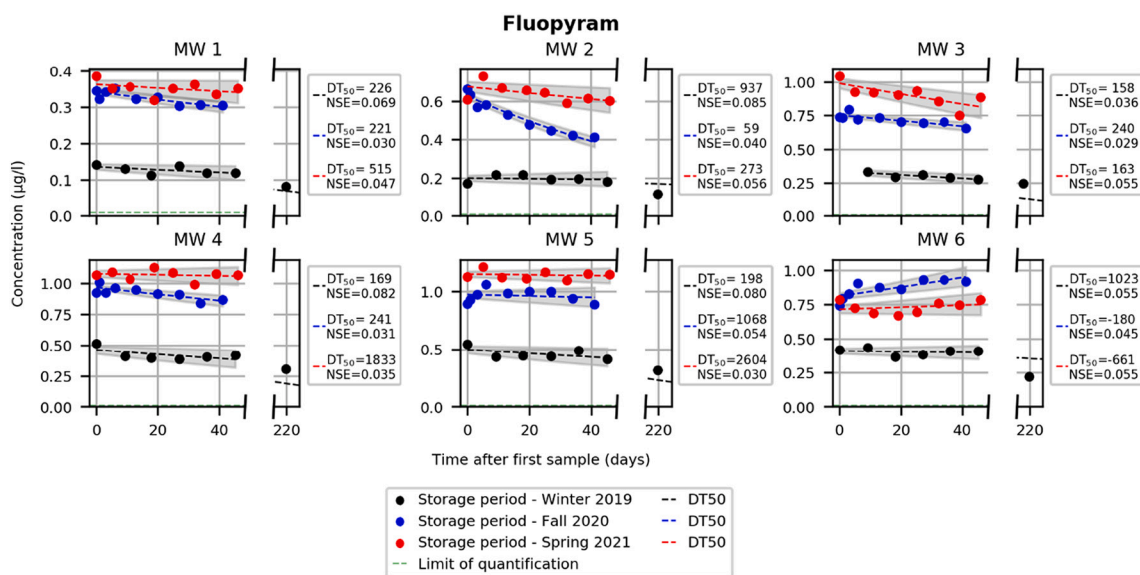 Fluopyram
MW 1
MW 2
MW 3
0.4
0.3
0.2
0.1
0.0
DT50= 226
NSE=0.069
DT50= 221
NSE=0.030
DT50= 515
NSE=0.047
0.6
0.4
0.2
0.0
DT50= 937
NSE=0.085
DT50= 59
NSE=0.040
DT50= 273
NSE=0.056
1.00
0.75
0.50
0.25
0.00
DT50= 158
NSE=0.036
DT50= 240
NSE=0.029
DT50= 163
NSE=0.055
Concentration (µg/l)
MW 4
MW 5
MW 6
1.00
0.75
0.50
0.25
0.00
0 20 40
220
DT50= 169
NSE=0.082
DT50= 241
NSE=0.031
DT50=1833
NSE=0.035
1.0
0.5
0.0
0 20 40
220
DT50= 198
NSE=0.080
DT50=1068
NSE=0.054
DT50=2604
NSE=0.030
1.00
0.75
0.50
0.25
0.00
0 20 40
220
DT50=1023
NSE=0.055
DT50=-180
NSE=0.045
DT50=-661
NSE=0.055
Time after first sample (days)
Storage period - Winter 2019
Storage period - Fall 2020
Storage period - Spring 2021
Limit of quantification
DT50
DT50
DT50